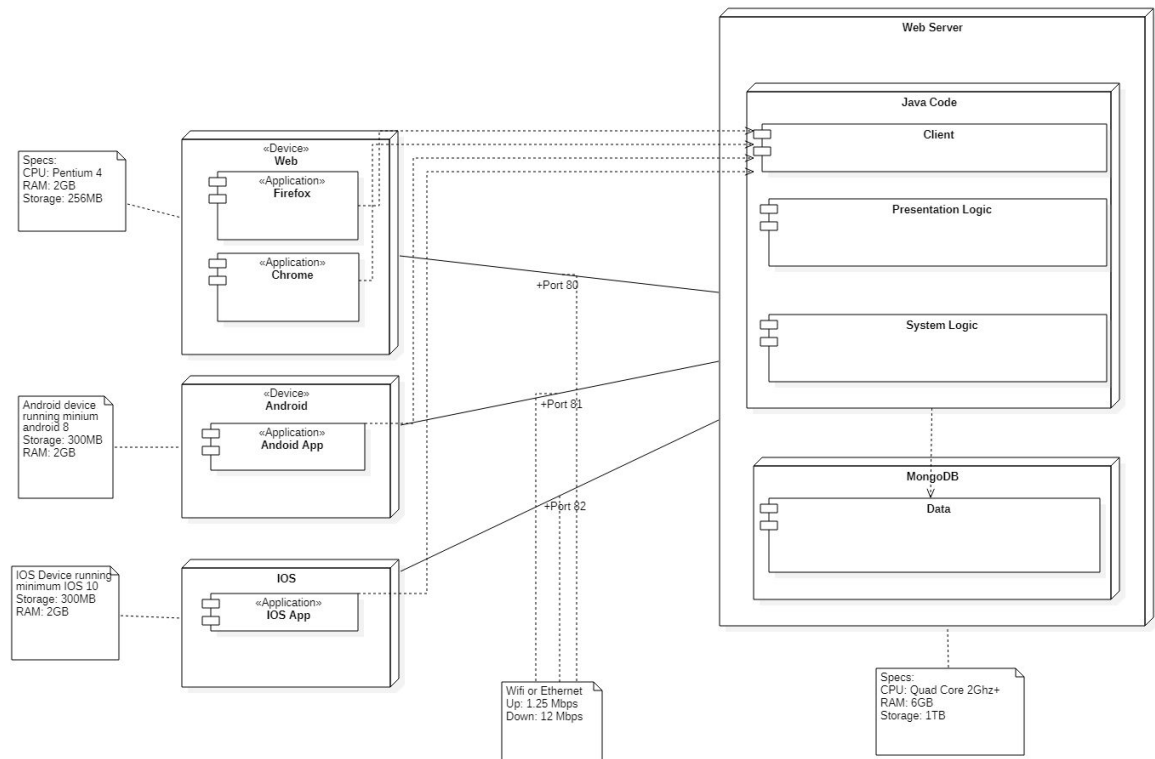 Web Server
Java Code
Client
Presentation Logic
System Logic
MongoDB
Data
Specs:
CPU: Pentium 4
RAM: 2GB
Storage: 256MB
«Device»
Web
«Application»
Firefox
«Application»
Chrome
+Port 80
Android device
running minium
android 8
Storage: 300MB
RAM: 2GB
«Device»
Android
«Application»
Andoid App
+Port 81
IOS Device running
minimum IOS 10
Storage: 300MB
RAM: 2GB
IOS
«Application»
IOS App
+Port 82
Wifi or Ethernet
Up: 1.25 Mbps
Down: 12 Mbps
Specs:
CPU: Quad Core 2Ghz+
RAM: 6GB
Storage: 1TB